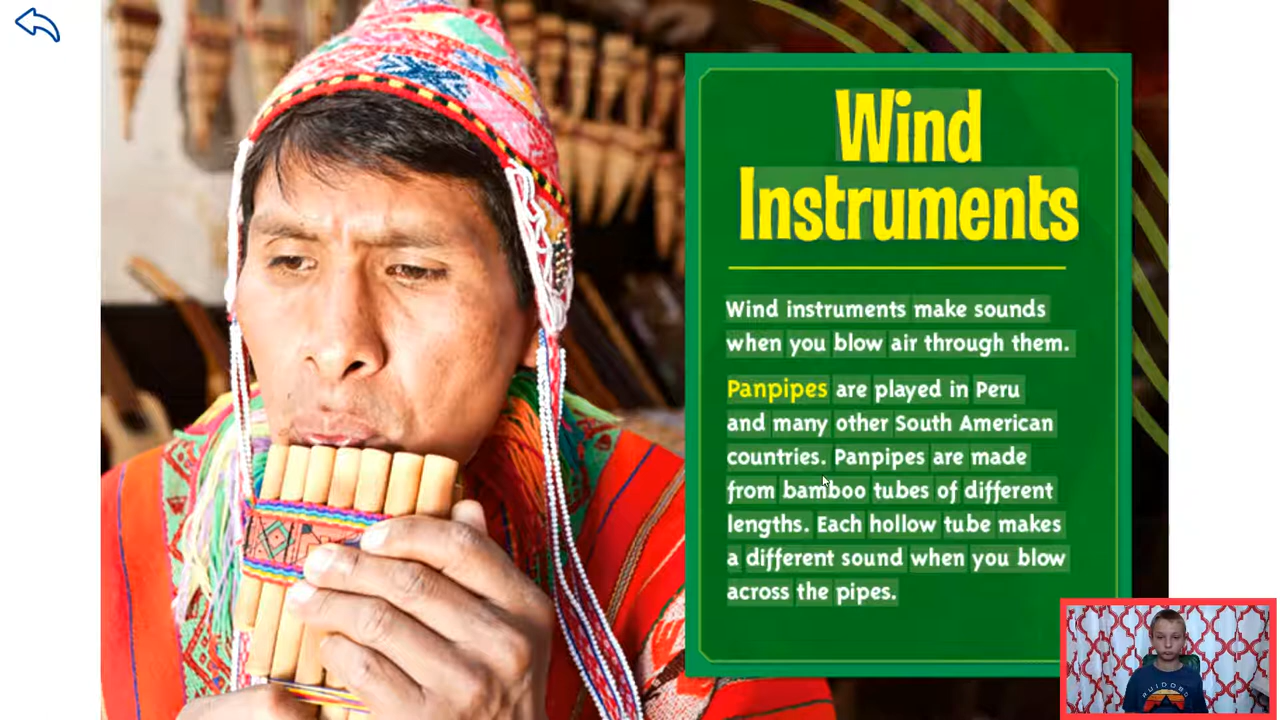 Wind
Instruments
Wind instruments make sounds
when you blow air through them.
Panpipes are played in Peru
and many other South American
countries. Panpipes are made
from bamboo tubes of different
lengths. Each hollow tube makes
a different sound when you blow
across the pipes.
RUIDOSO